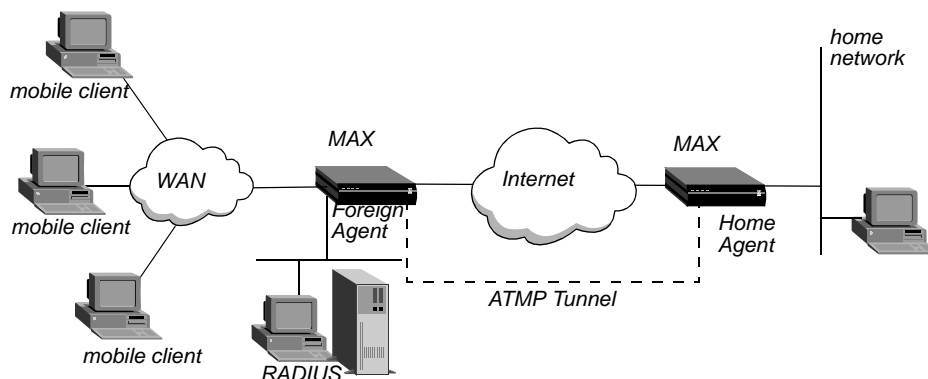 home
network
mobile client
MAX
MAX
WAN
Internet
mobile client
Foreign
Agent
Home
Agent
ATMP Tunnel
mobile client
RADIUS